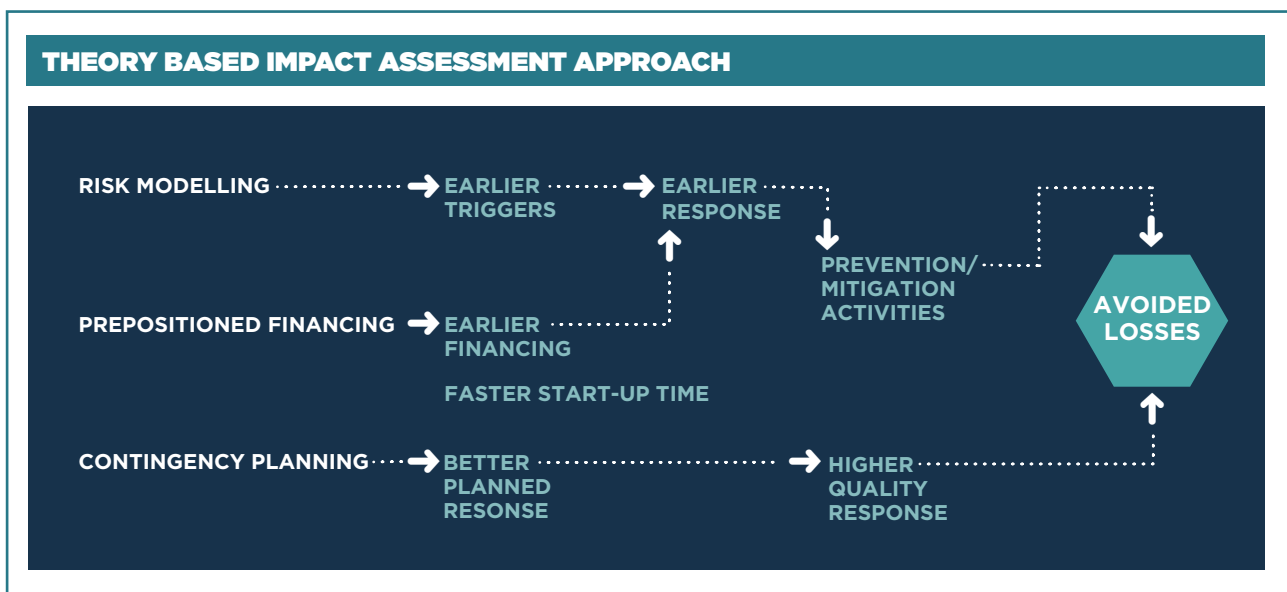 THEORY BASED IMPACT ASSESSMENT APPROACH
RISK MODELLING
EARLIER
TRIGGERS
EARLIER
RESPONSE
PREVENTION/
MITIGATION
ACTIVITIES
AVOIDED
LOSSES
PREPOSITIONED FINANCING
EARLIER
FINANCING
FASTER START-UP TIME
CONTINGENCY PLANNING
BETTER
PLANNED
RESONSE
HIGHER
QUALITY
RESPONSE